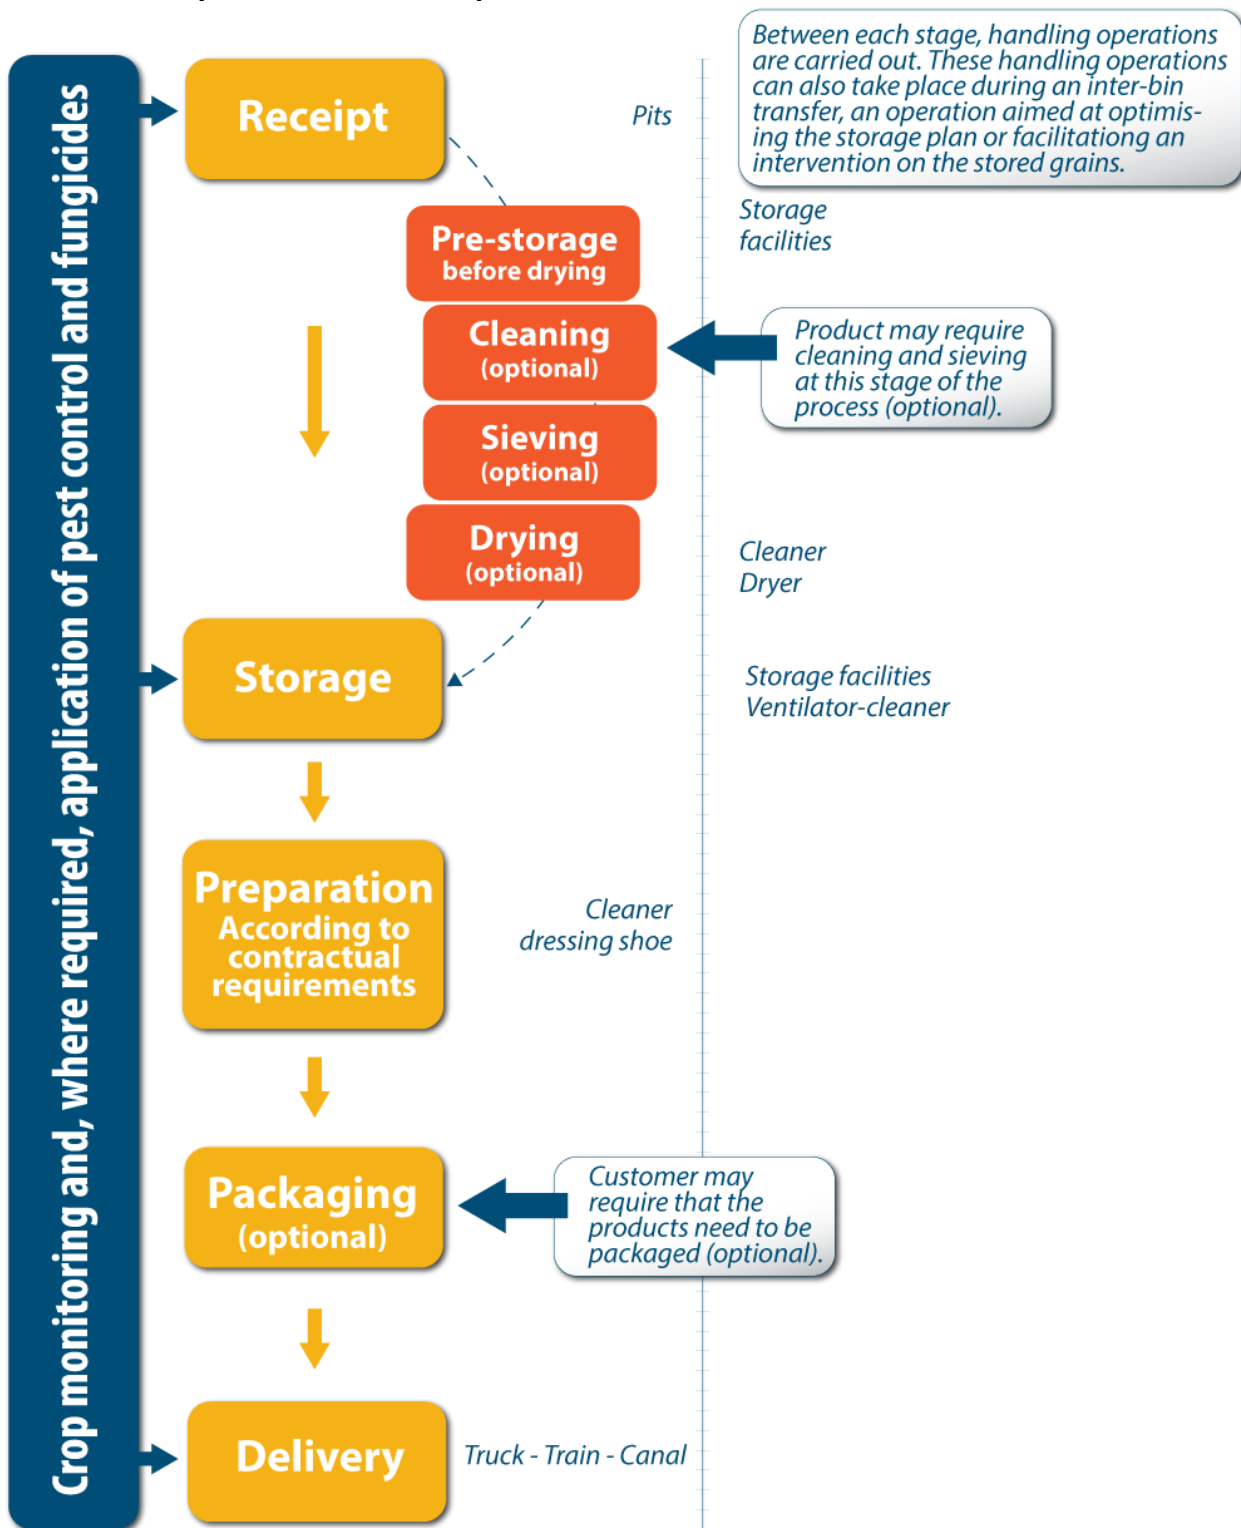 Crop monitoring and, where required, application of pest control and fungicides
Receipt
Pits
Between each stage, handling operations
are carried out. These handling operations
can also take place during an inter-bin
transfer, an operation aimed at optimis-
ing the storage plan or facilitationg an
intervention on the stored grains.
Pre-storage
before drying
Storage
facilities
Cleaning
(optional)
Product may require
cleaning and sieving
at this stage of the
process (optional).
Sieving
(optional)
Drying
(optional)
Cleaner
Dryer
Storage
Storage facilities
Ventilator-cleaner
Preparation
According to
contractual
requirements
Cleaner
dressing shoe
Packaging
(optional)
Customer may
require that the
products need to be
packaged (optional).
Delivery
Truck - Train - Canal